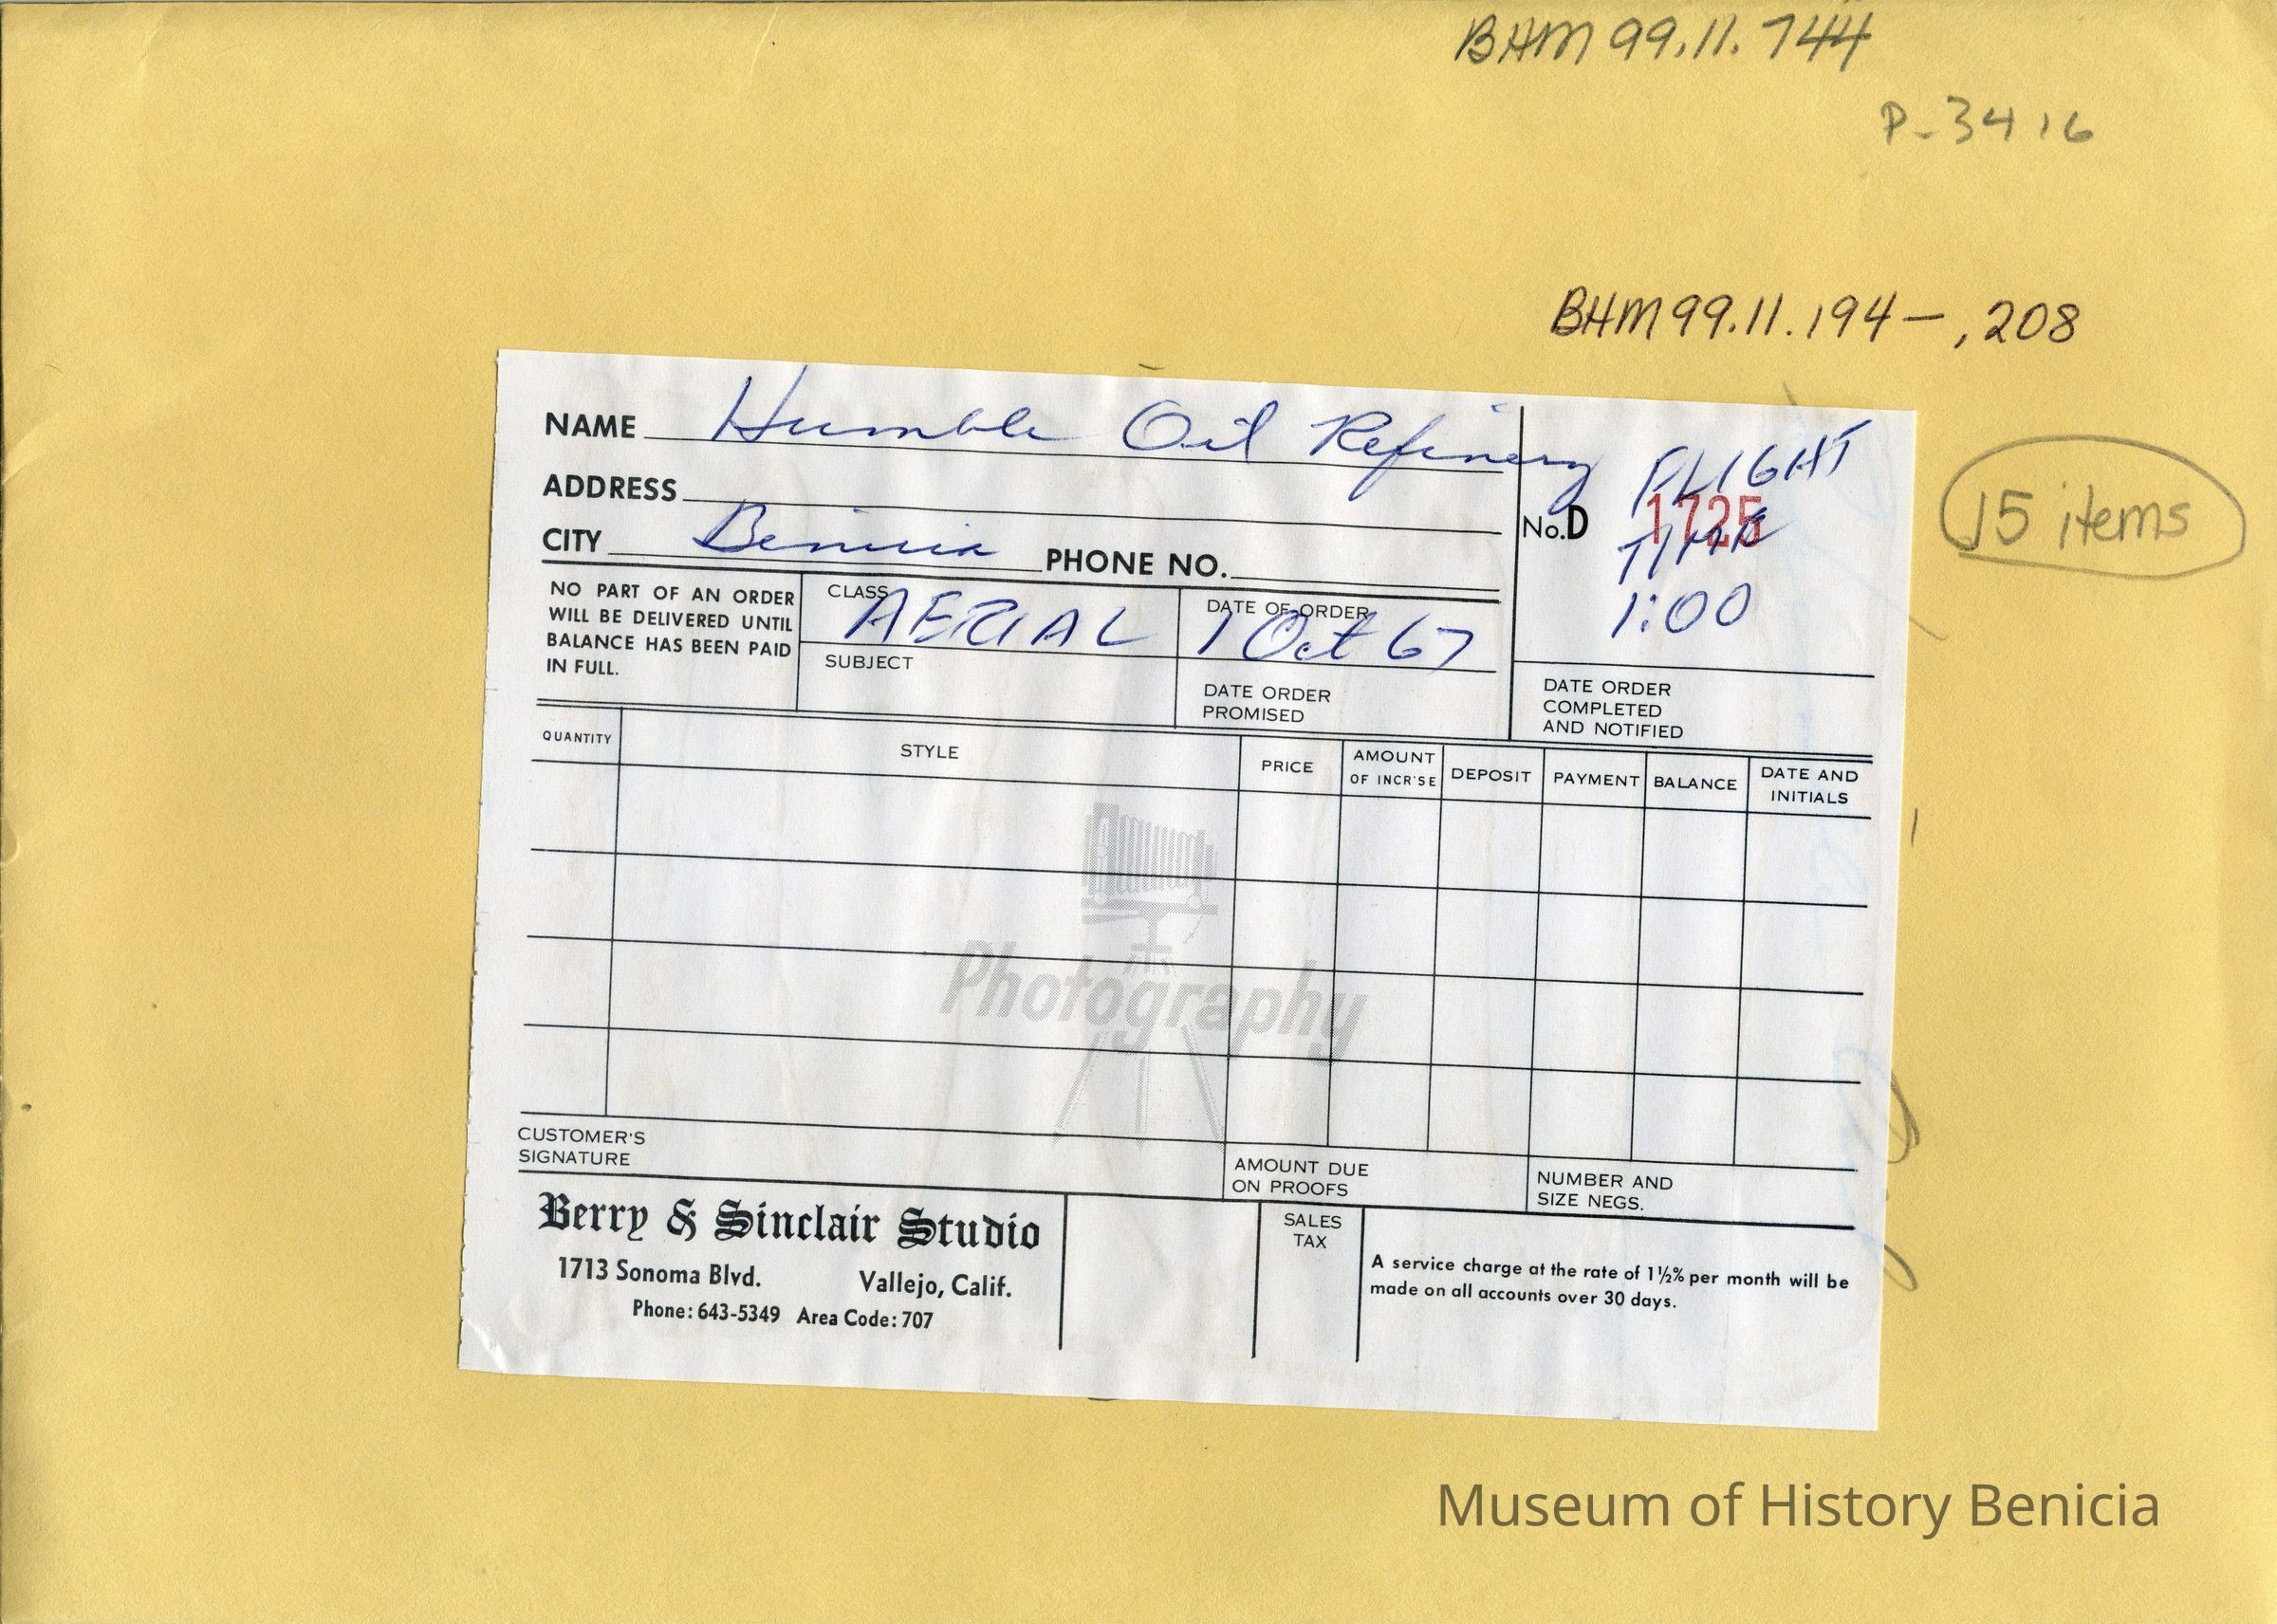 BHM 99.11.744
P-3416
BHM 99.11.194-,208
15 items
NAME Humble Oil Refinery
ADDRESS
CITY Benicia PHONE NO.
FLIGHT
No. D 1725
TIME
1:00
NO PART OF AN ORDER
WILL BE DELIVERED UNTIL
BALANCE HAS BEEN PAID
IN FULL.
CLASS AERIAL
SUBJECT
DATE OF ORDER
1 Oct 67
DATE ORDER
PROMISED
DATE ORDER
COMPLETED
AND NOTIFIED
QUANTITY
STYLE
PRICE
AMOUNT
OF INCR'SE
DEPOSIT
PAYMENT
BALANCE
DATE AND
INITIALS
Photography
CUSTOMER'S
SIGNATURE
AMOUNT DUE
ON PROOFS
NUMBER AND
SIZE NEGS.
Berry & Sinclair Studio
1713 Sonoma Blvd. Vallejo, Calif.
Phone: 643-5349 Area Code: 707
SALES
TAX
A service charge at the rate of 1½% per month will be
made on all accounts over 30 days.
Museum of History Benicia